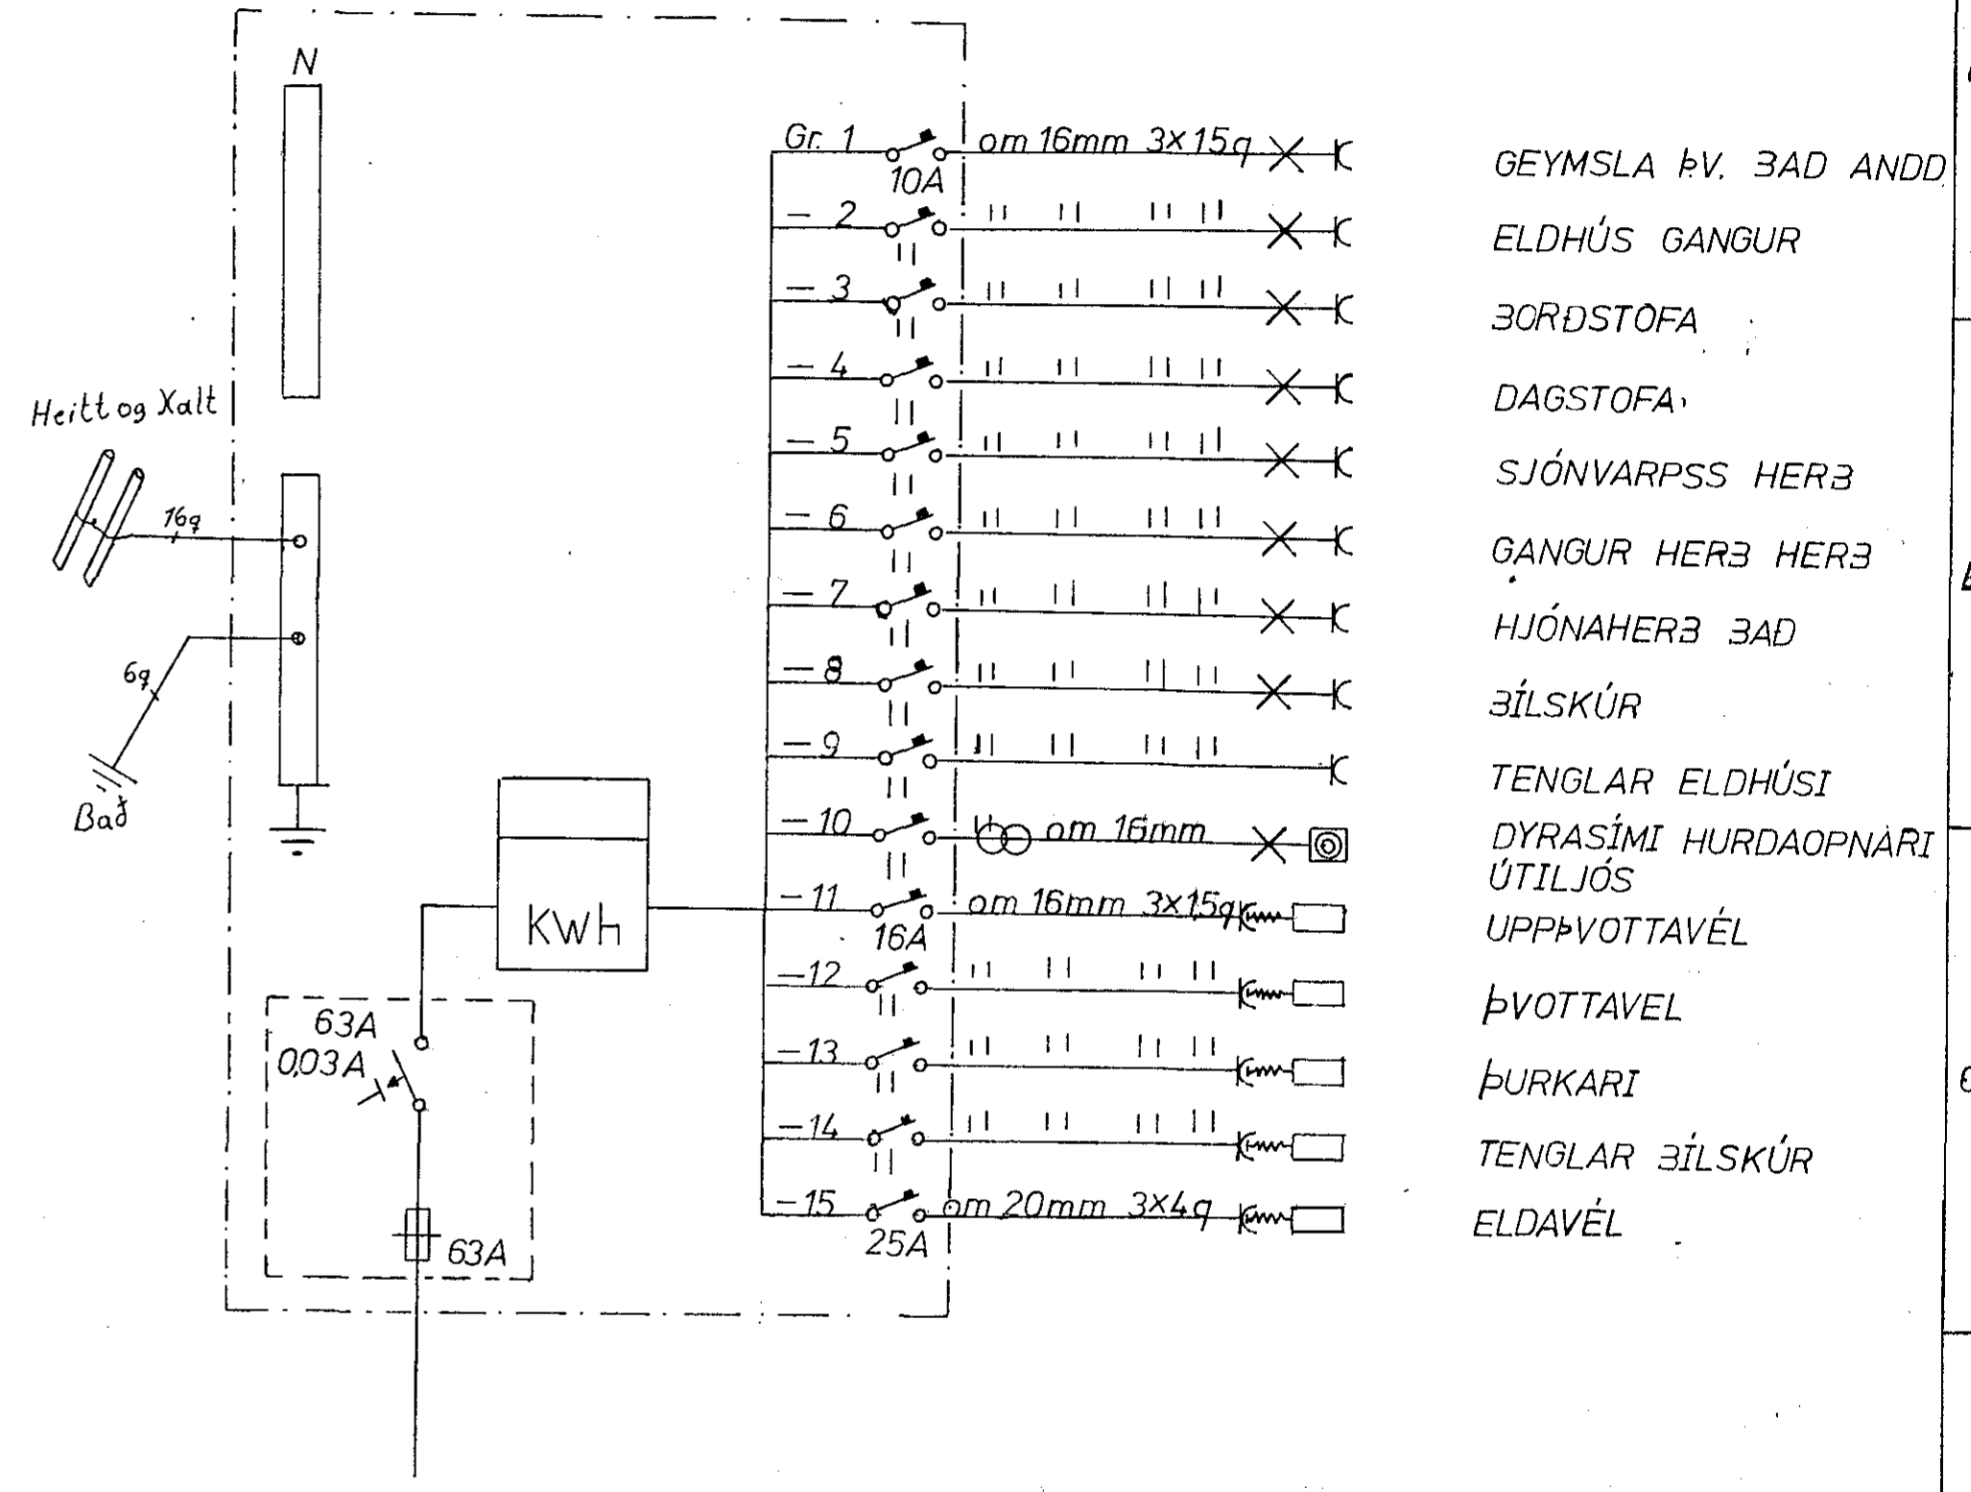 N
Gr. 1 10A om 16mm 3x15q GEYMSLA ÞV. BAD ANDD
- 2 " " " " " ELDHÚS GANGUR
- 3 " " " " " BORÐSTOFA
- 4 " " " " " DAGSTOFA
- 5 " " " " " SJÓNVARPSS HERB
- 6 " " " " " GANGUR HERB HERB
- 7 " " " " " HJÓNAHERB BAÐ
- 8 " " " " " BÍLSKÚR
- 9 " " " " " TENGLAR ELDHÚSI
- 10 " " om 16mm DYRASÍMI HURDAOPNARI
ÚTILJÓS
- 11 16A om 16mm 3x1,5q UPPÞVOTTAVÉL
- 12 " " " " " ÞVOTTAVEL
- 13 " " " " " ÞURKARI
- 14 " " " " " TENGLAR BÍLSKÚR
- 15 25A om 20mm 3x4q ELDAVÉL
Heitt og Kalt
16q
6q
Bað
KWh
63A
0,03A
63A